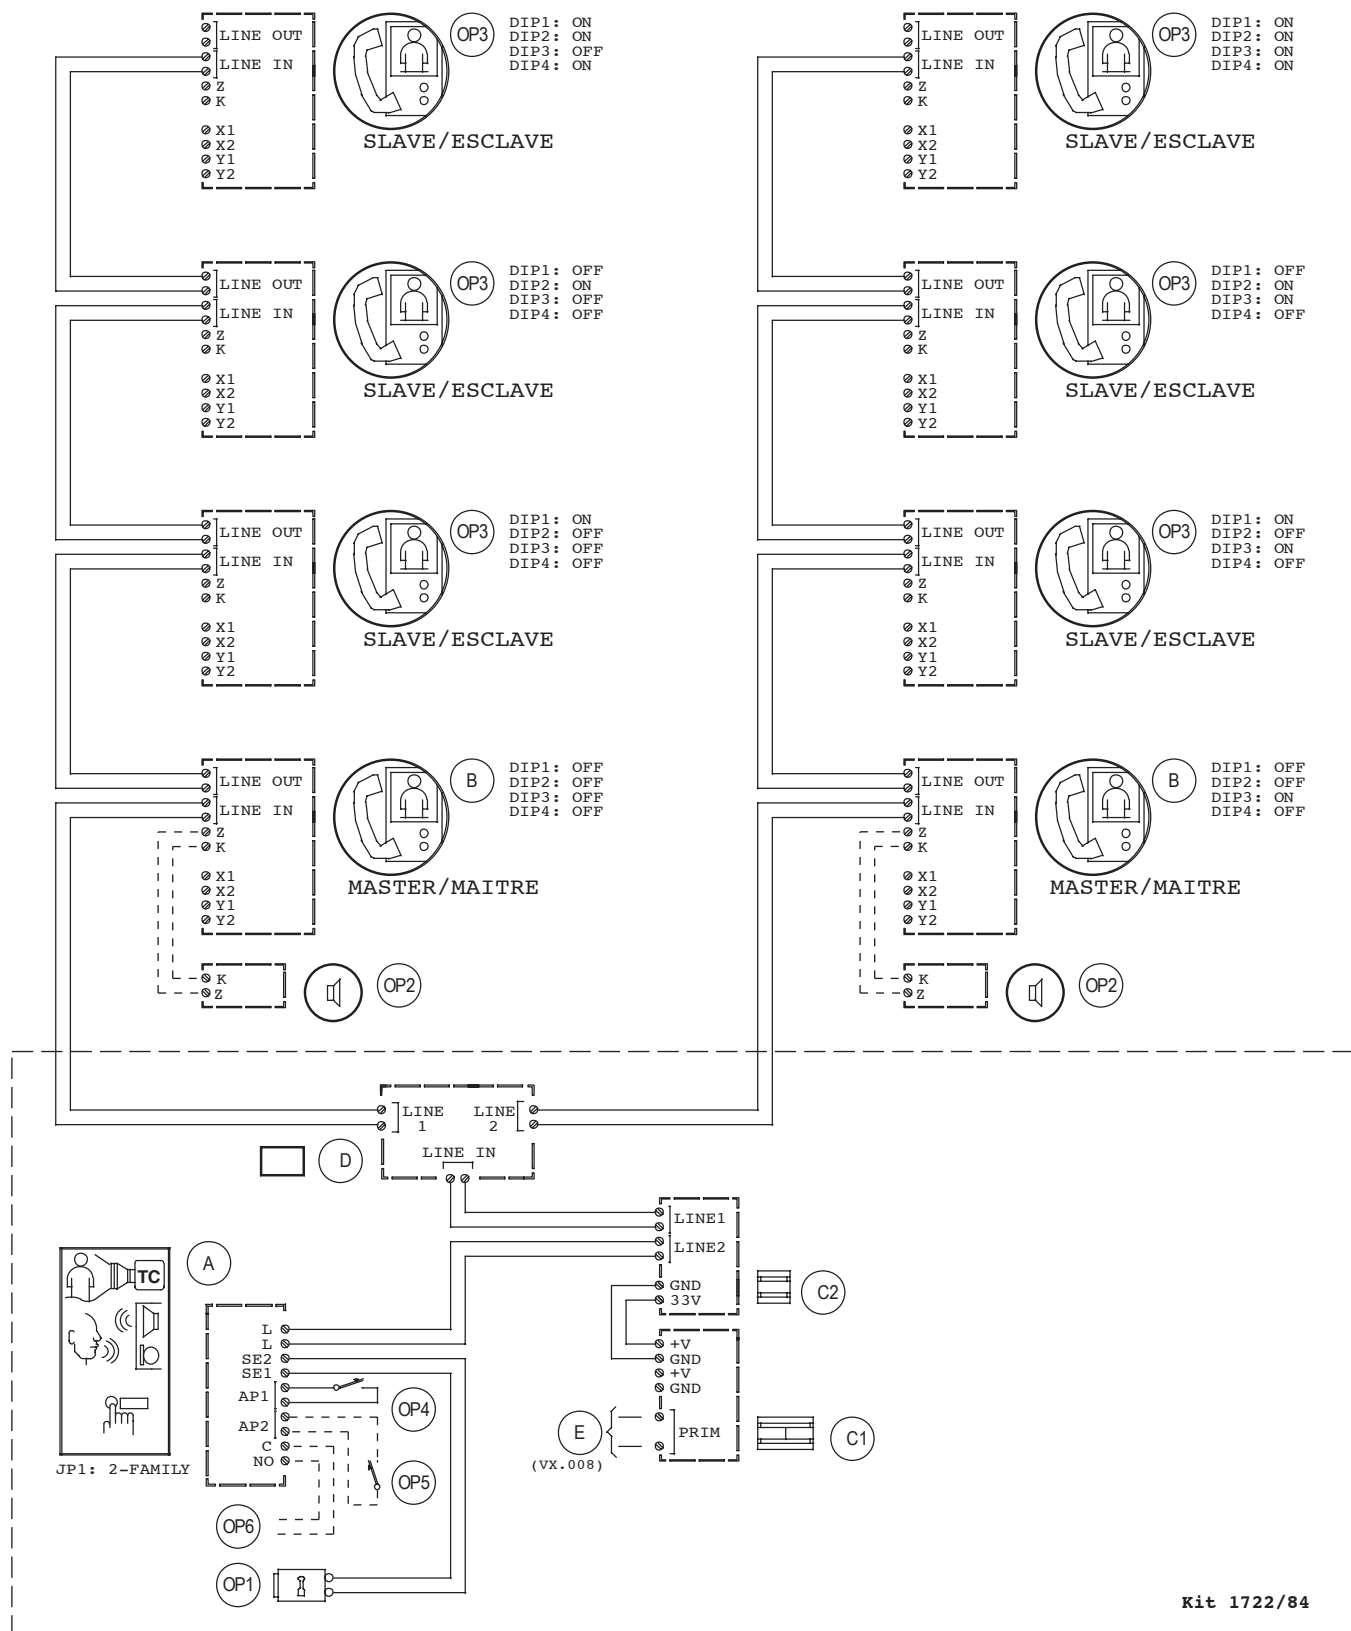 LINE OUT
LINE IN
Z
K
X1
X2
Y1
Y2
OP3
DIP1: ON
DIP2: ON
DIP3: OFF
DIP4: ON
SLAVE/ESCLAVE
LINE OUT
LINE IN
Z
K
X1
X2
Y1
Y2
OP3
DIP1: ON
DIP2: ON
DIP3: ON
DIP4: ON
SLAVE/ESCLAVE
LINE OUT
LINE IN
Z
K
X1
X2
Y1
Y2
OP3
DIP1: OFF
DIP2: ON
DIP3: OFF
DIP4: OFF
SLAVE/ESCLAVE
LINE OUT
LINE IN
Z
K
X1
X2
Y1
Y2
OP3
DIP1: OFF
DIP2: ON
DIP3: ON
DIP4: OFF
SLAVE/ESCLAVE
LINE OUT
LINE IN
Z
K
X1
X2
Y1
Y2
OP3
DIP1: ON
DIP2: OFF
DIP3: OFF
DIP4: OFF
SLAVE/ESCLAVE
LINE OUT
LINE IN
Z
K
X1
X2
Y1
Y2
OP3
DIP1: ON
DIP2: OFF
DIP3: ON
DIP4: OFF
SLAVE/ESCLAVE
LINE OUT
LINE IN
Z
K
X1
X2
Y1
Y2
B
DIP1: OFF
DIP2: OFF
DIP3: OFF
DIP4: OFF
MASTER/MAITRE
K
Z
OP2
LINE OUT
LINE IN
Z
K
X1
X2
Y1
Y2
B
DIP1: OFF
DIP2: OFF
DIP3: ON
DIP4: OFF
MASTER/MAITRE
K
Z
OP2
LINE
1
LINE
2
LINE IN
D
LINE1
LINE2
GND
33V
C2
A
TC
JP1: 2-FAMILY
L
L
SE2
SE1
AP1
AP2
C
NO
OP4
OP5
OP6
OP1
+V
GND
+V
GND
PRIM
E
(VX.008)
C1
Kit 1722/84